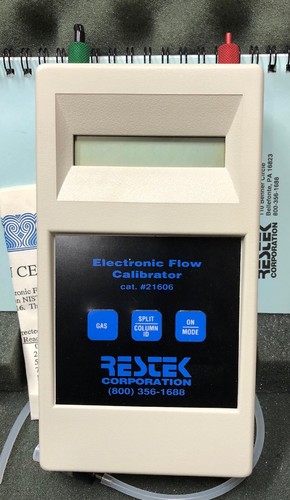 Electronic Flow
Calibrator
cat. #21606
GAS
SPLIT
COLUMN
ID
ON
MODE
RESTEK
CORPORATION
(800) 356-1688
110 Benner Circle
Bellefonte, PA 16823
800-356-1688
RESTEK
CORPORATION
N CE